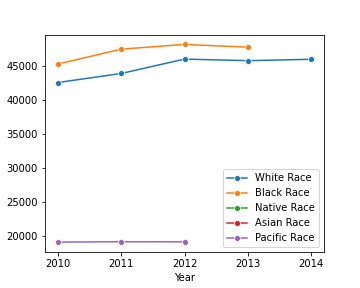 45000
40000
35000
30000
25000
20000
White Race
Black Race
Native Race
Asian Race
Pacific Race
2010 2011 2012 2013 2014
Year